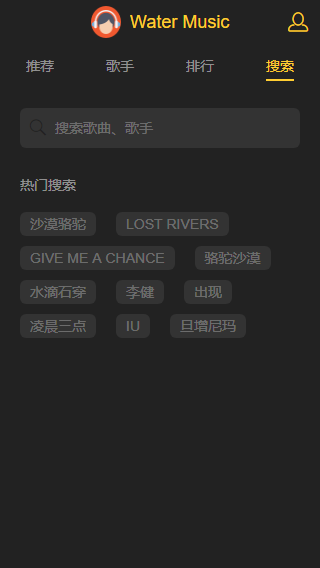 Water Music
推荐 歌手 排行 搜索
搜索歌曲、歌手
热门搜索
沙漠骆驼 LOST RIVERS
GIVE ME A CHANCE 骆驼沙漠
水滴石穿 李健 出现
凌晨三点 IU 旦增尼玛